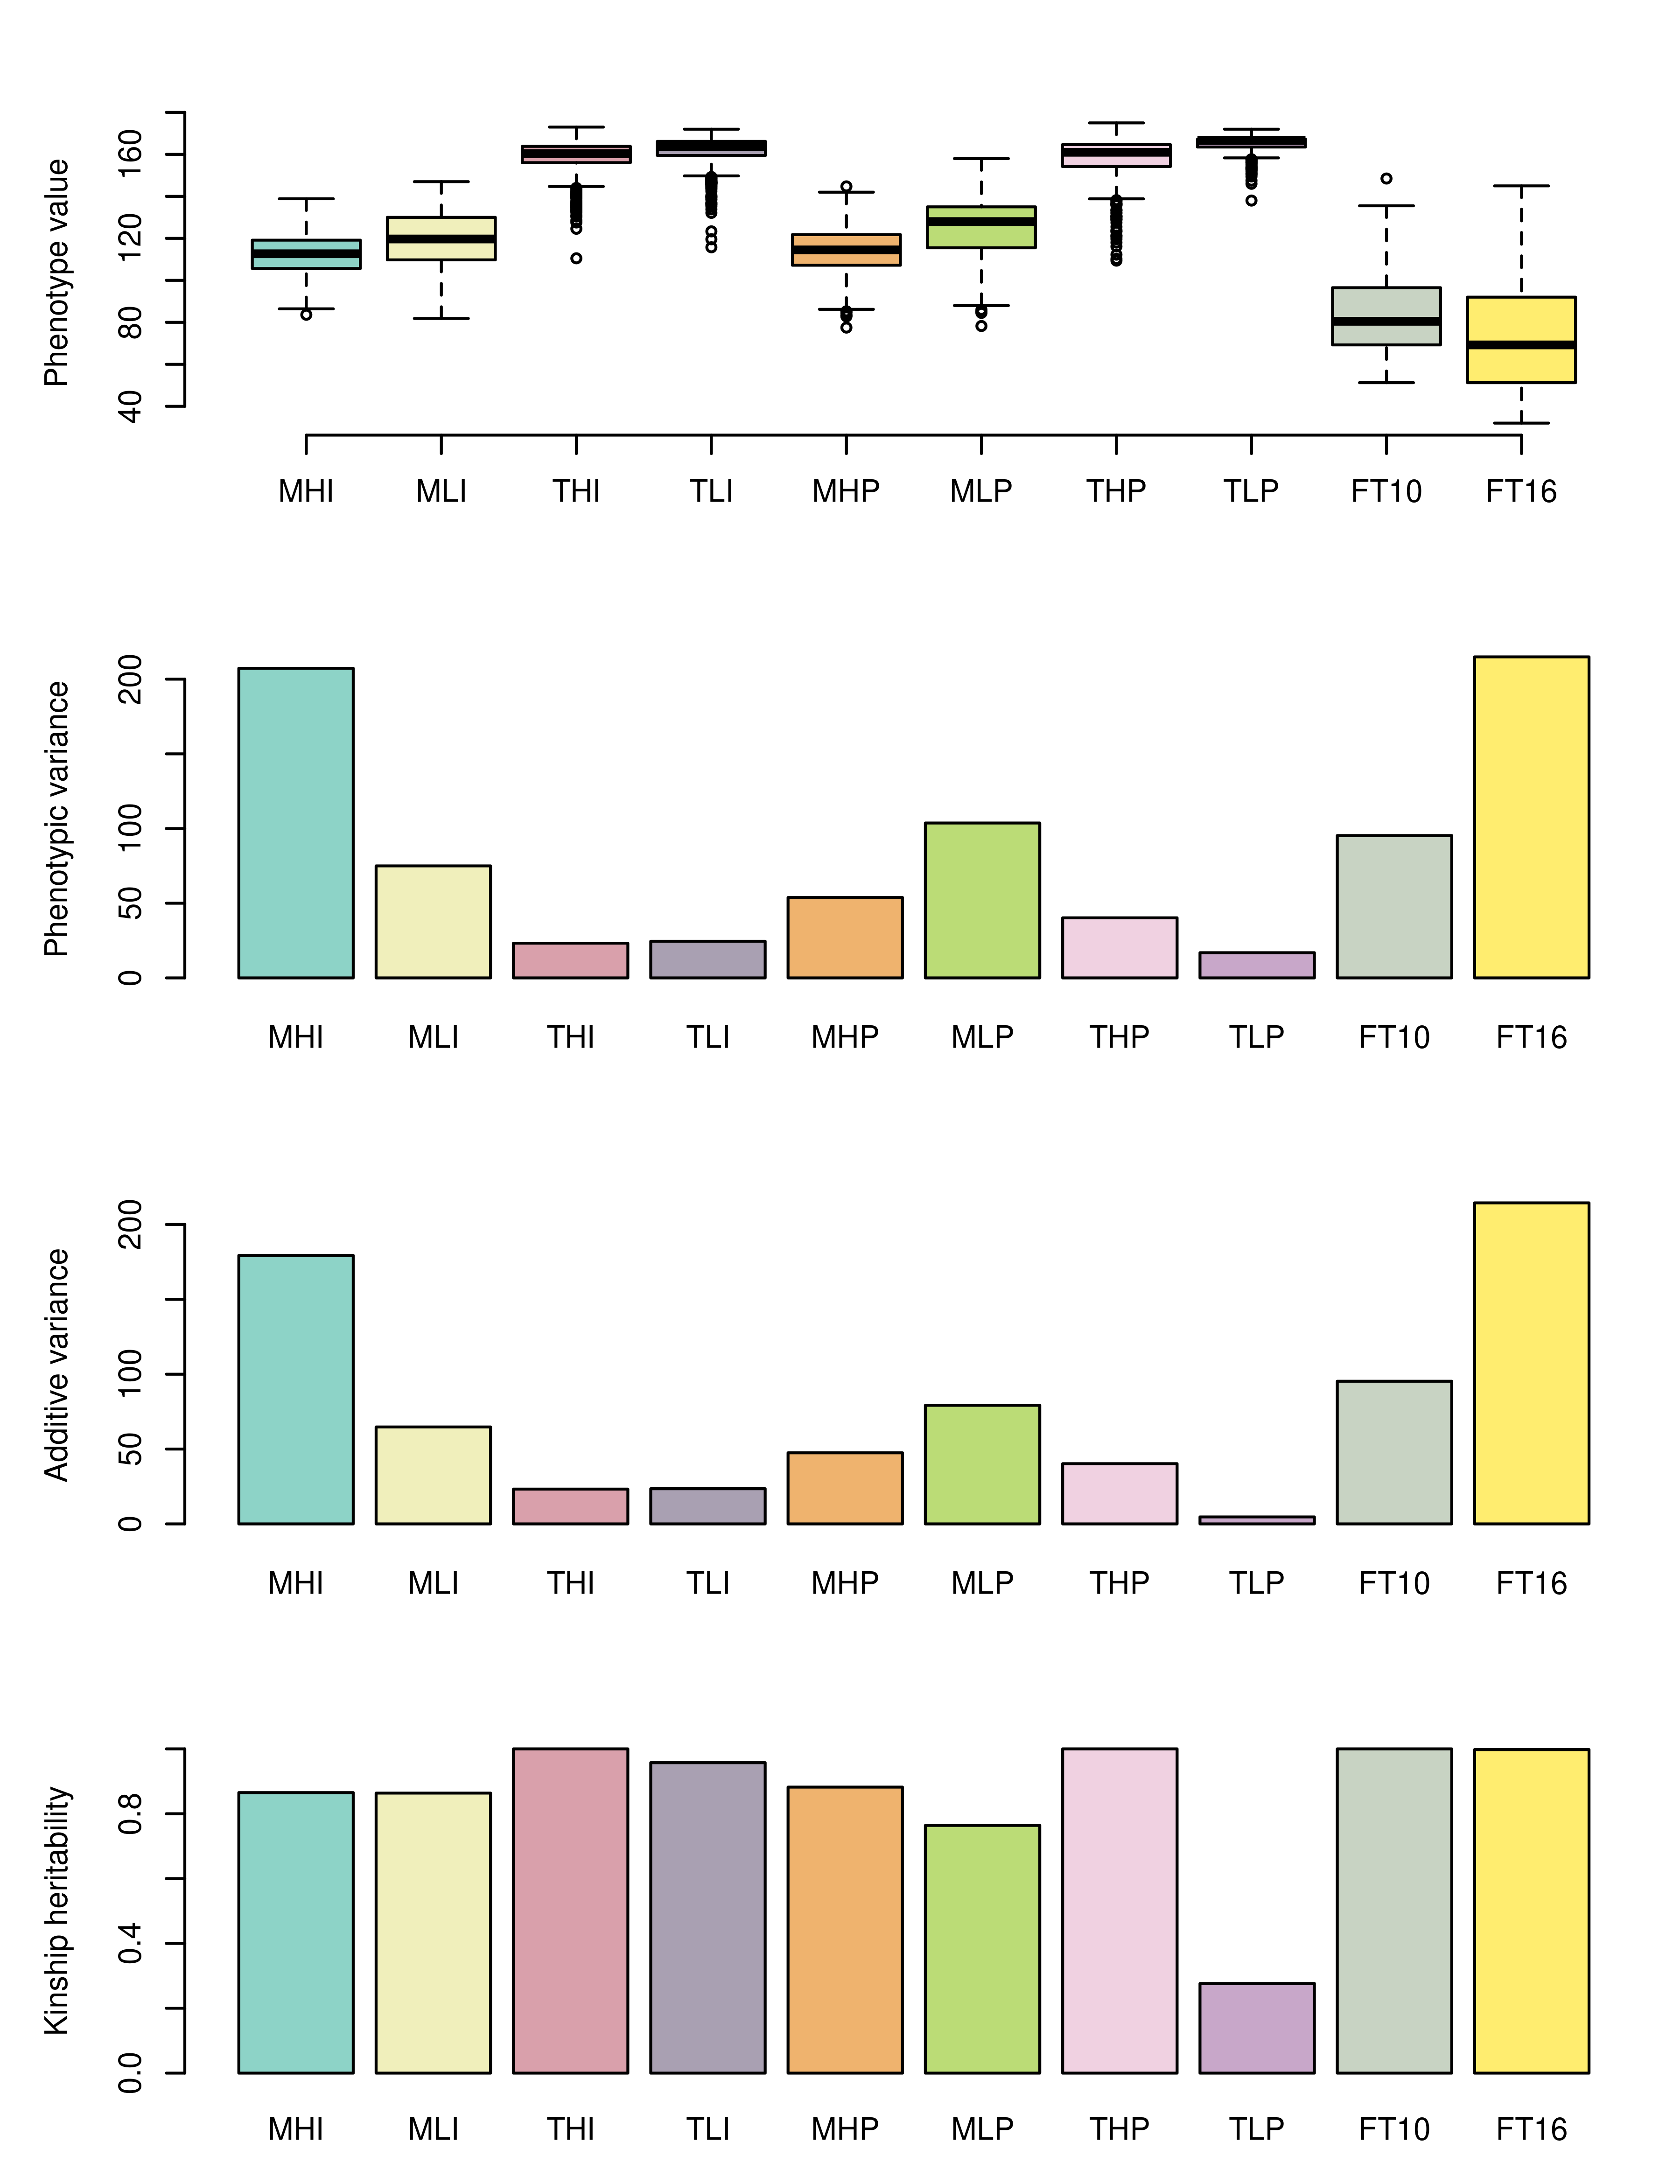 Phenotype value
160
120
80
40
MHI MLI THI TLI MHP MLP THP TLP FT10 FT16
Phenotypic variance
200
100
50
0
MHI MLI THI TLI MHP MLP THP TLP FT10 FT16
Additive variance
200
100
50
0
MHI MLI THI TLI MHP MLP THP TLP FT10 FT16
Kinship heritability
0.8
0.4
0.0
MHI MLI THI TLI MHP MLP THP TLP FT10 FT16